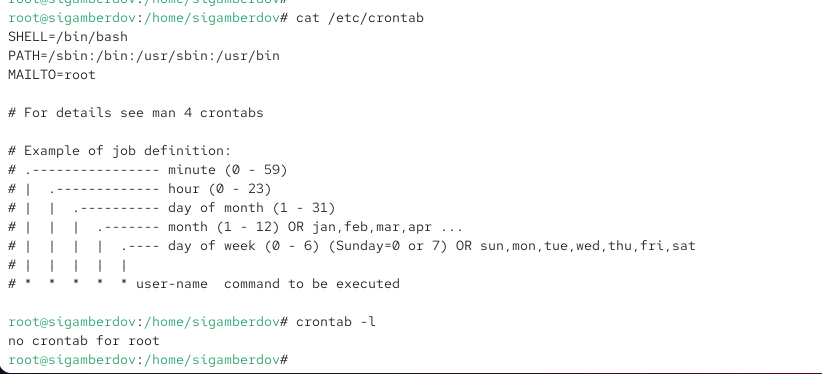 root@sigamberdov:/home/sigamberdov#
root@sigamberdov:/home/sigamberdov# cat /etc/crontab
SHELL=/bin/bash
PATH=/sbin:/bin:/usr/sbin:/usr/bin
MAILTO=root

# For details see man 4 crontabs

# Example of job definition:
# .---------------- minute (0 - 59)
# |  .------------- hour (0 - 23)
# |  |  .---------- day of month (1 - 31)
# |  |  |  .------- month (1 - 12) OR jan,feb,mar,apr ...
# |  |  |  |  .---- day of week (0 - 6) (Sunday=0 or 7) OR sun,mon,tue,wed,thu,fri,sat
# |  |  |  |  |
# *  *  *  *  * user-name  command to be executed

root@sigamberdov:/home/sigamberdov# crontab -l
no crontab for root
root@sigamberdov:/home/sigamberdov#